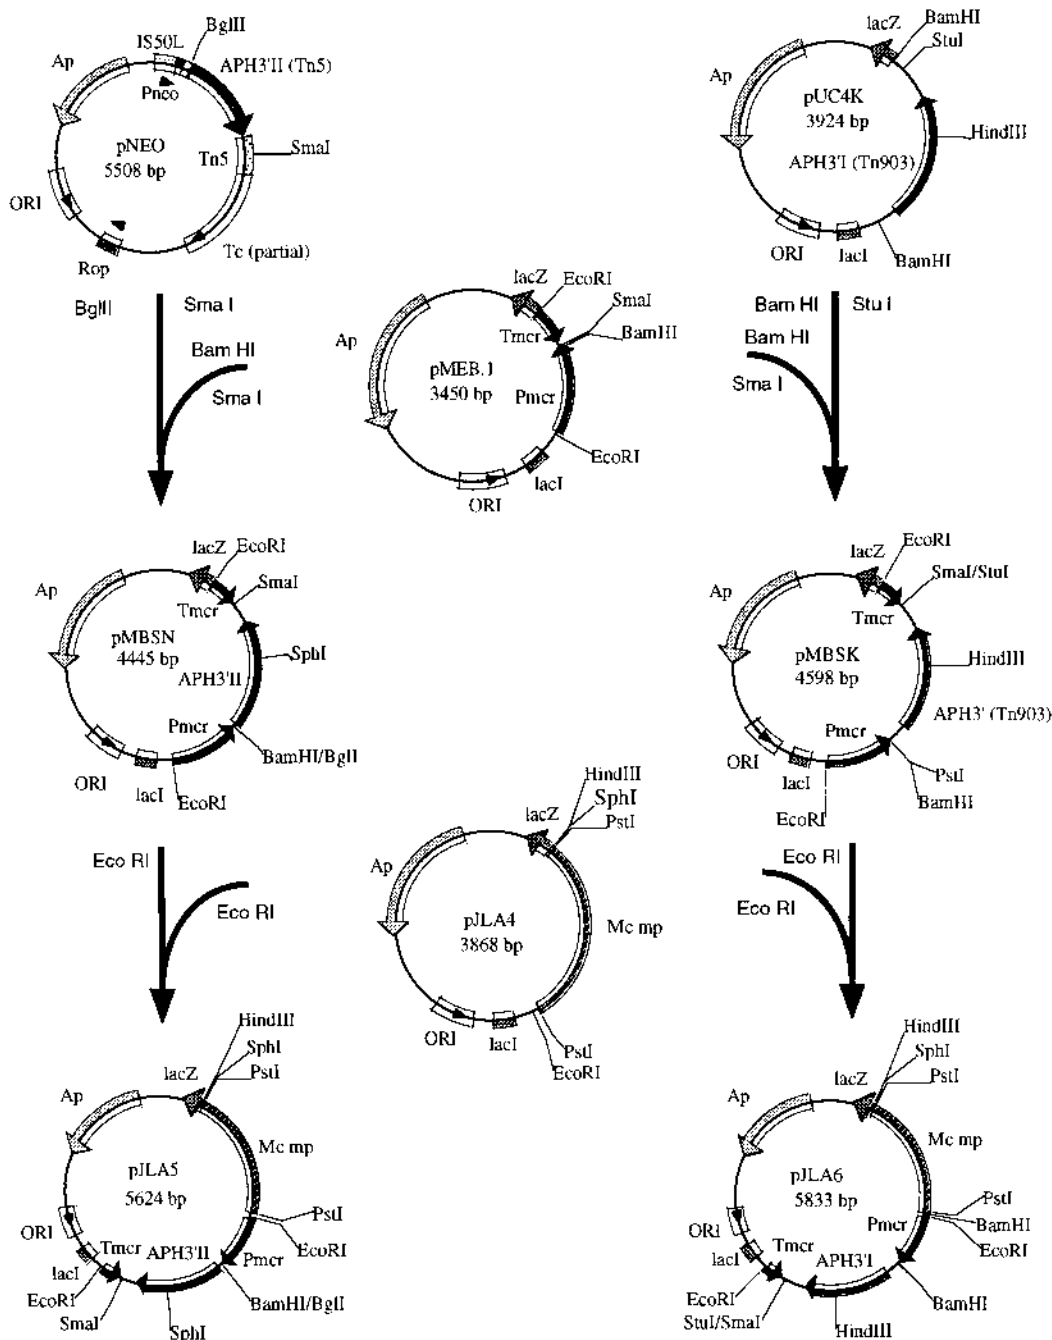 BglII
IS50L
APH3'II (Tn5)
Ap
Pneo
pNEO
5508 bp
Tn5
SmaI
ORI
Rop
Tc (partial)
lacZ
BamHI
StuI
Ap
pUC4K
3924 bp
HindIII
APH3'I (Tn903)
ORI
lacI
BamHI
BglII
Sma I
Bam HI
Sma I
lacZ
EcoRI
SmaI
BamHI
Ap
Tmcr
pMEB.1
3450 bp
Pmcr
EcoRI
lacI
ORI
Bam HI
Stu I
Bam HI
Sma I
lacZ
EcoRI
SmaI
Ap
Tmcr
pMBSN
4445 bp
SphI
APH3'II
Pmcr
BamHI/BglI
ORI
lacI
EcoRI
lacZ
EcoRI
SmaI/StuI
Ap
Tmcr
pMBSK
4598 bp
HindIII
APH3' (Tn903)
Pmcr
PstI
BamHI
ORI
lacI
EcoRI
Eco RI
Eco RI
HindIII
SphI
PstI
lacZ
Ap
pJLA4
3868 bp
Mc mp
ORI
lacI
PstI
EcoRI
Eco RI
Eco RI
HindIII
SphI
PstI
lacZ
Ap
Mc mp
pJLA5
5624 bp
PstI
EcoRI
Pmcr
ORI
lacI
Tmcr
APH3'II
EcoRI
SmaI
SphI
BamHI/BglI
HindIII
SphI
PstI
lacZ
Ap
Mc mp
pJLA6
5833 bp
PstI
BamHI
EcoRI
Pmcr
ORI
lacI
Tmcr
APH3'I
EcoRI
StuI/SmaI
HindIII
BamHI